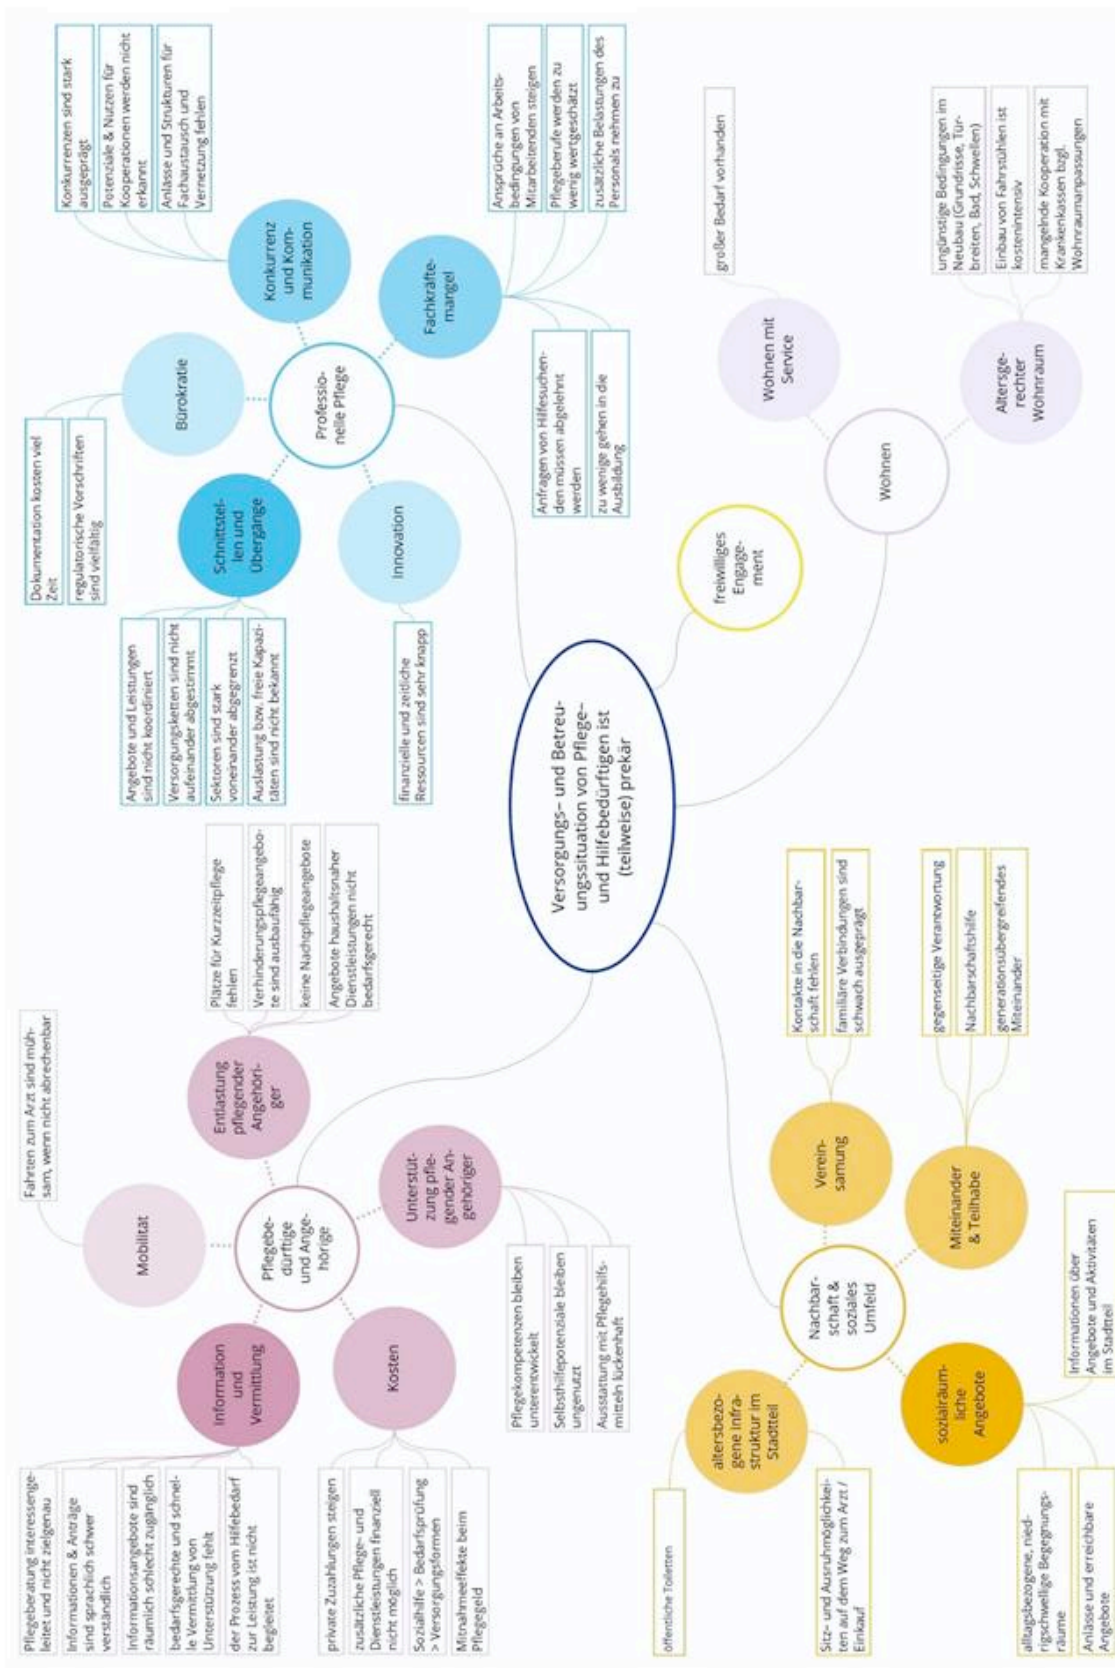 Pflegeberatung interessenge-
leitet und nicht zielgenau
Informationen & Anträge
sind sprachlich schwer
verständlich
Informationsangebote sind
räumlich schlecht zugänglich
bedarfsgerechte und schnel-
le Vermittlung von
Unterstützung fehlt
der Prozess vom Hilfebedarf
zur Leistung ist nicht
begleitet
Information
und
Vermittlung
Mobilität
Fahrten zum Arzt sind müh-
sam, wenn nicht abrechenbar
private Zuzahlungen steigen
zusätzliche Pflege- und
Dienstleistungen finanziell
nicht möglich
Sozialhilfe > Bedarfsprüfung
> Versorgungsformen
Mitnahmeeffekte beim
Pflegegeld
Kosten
Pflegebe-
dürftige
und Ange-
hörige
Entlastung
pflegender
Angehöri-
ger
Plätze für Kurzzeitpflege
fehlen
Verhinderungspflegeangebo-
te sind ausbaufähig
keine Nachtpflegeangebote
Angebote haushaltsnaher
Dienstleistungen nicht
bedarfsgerecht
Unterstüt-
zung pfle-
gender An-
gehöriger
Pflegekompetenzen bleiben
unterentwickelt
Selbsthilfepotenziale bleiben
ungenutzt
Ausstattung mit Pflegehilfs-
mitteln lückenhaft
Dokumentation kosten viel
Zeit
regulatorische Vorschriften
sind vielfältig
Bürokratie
Konkurrenzen sind stark
ausgeprägt
Potenziale & Nutzen für
Kooperationen werden nicht
erkannt
Anlässe und Strukturen für
Fachaustausch und
Vernetzung fehlen
Konkurrenz
und Kom-
munikation
Angebote und Leistungen
sind nicht koordiniert
Versorgungsketten sind nicht
aufeinander abgestimmt
Sektoren sind stark
voneinander abgegrenzt
Auslastung bzw. freie Kapazi-
täten sind nicht bekannt
Schnittstel-
len und
Übergänge
Professio-
nelle Pflege
Innovation
finanzielle und zeitliche
Ressourcen sind sehr knapp
Fachkräfte-
mangel
Ansprüche an Arbeits-
bedingungen von
Mitarbeitenden steigen
Pflegeberufe werden zu
wenig wertgeschätzt
zusätzliche Belastungen des
Personals nehmen zu
Anfragen von Hilfesuchen-
den müssen abgelehnt
werden
zu wenige gehen in die
Ausbildung
Versorgungs- und Betreu-
ungssituation von Pflege-
und Hilfebedürftigen ist
(teilweise) prekär
freiwilliges
Engage-
ment
öffentliche Toiletten
altersbezo-
gene Infra-
struktur im
Stadtteil
Sitz- und Ausruhmöglichkei-
ten auf dem Weg zum Arzt /
Einkauf
Nachbar-
schaft &
soziales
Umfeld
Verein-
samung
Kontakte in die Nachbar-
schaft fehlen
familiäre Verbindungen sind
schwach ausgeprägt
Miteinander
& Teilhabe
gegenseitige Verantwortung
Nachbarschaftshilfe
generationsübergreifendes
Miteinander
sozialräum-
liche
Angebote
alltagsbezogene, nied-
rigschwellige Begegnungs-
räume
Anlässe und erreichbare
Angebote
Informationen über
Angebote und Aktivitäten
im Stadtteil
Wohnen
Wohnen mit
Service
großer Bedarf vorhanden
Altersge-
rechter
Wohnraum
ungünstige Bedingungen im
Neubau (Grundrisse, Tür-
breiten, Bad, Schwellen)
Einbau von Fahrstühlen ist
kostenintensiv
mangelnde Kooperation mit
Krankenkassen bzgl.
Wohnraumanpassungen